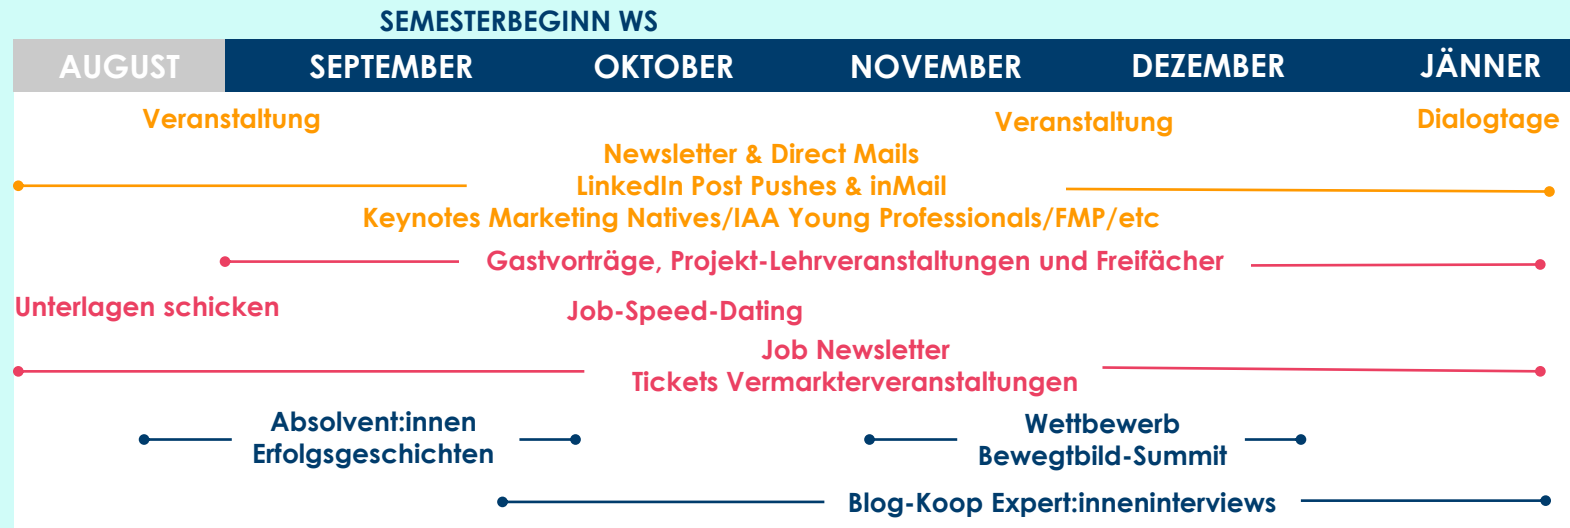 SEMESTERBEGINN WS
AUGUST SEPTEMBER OKTOBER NOVEMBER DEZEMBER JÄNNER
Veranstaltung Veranstaltung Dialogtage
Newsletter & Direct Mails
LinkedIn Post Pushes & inMail
Keynotes Marketing Natives/IAA Young Professionals/FMP/etc
Gastvorträge, Projekt-Lehrveranstaltungen und Freifächer
Unterlagen schicken Job-Speed-Dating
Job Newsletter
Tickets Vermarkterveranstaltungen
Absolvent:innen
Erfolgsgeschichten
Wettbewerb
Bewegtbild-Summit
Blog-Koop Expert:inneninterviews